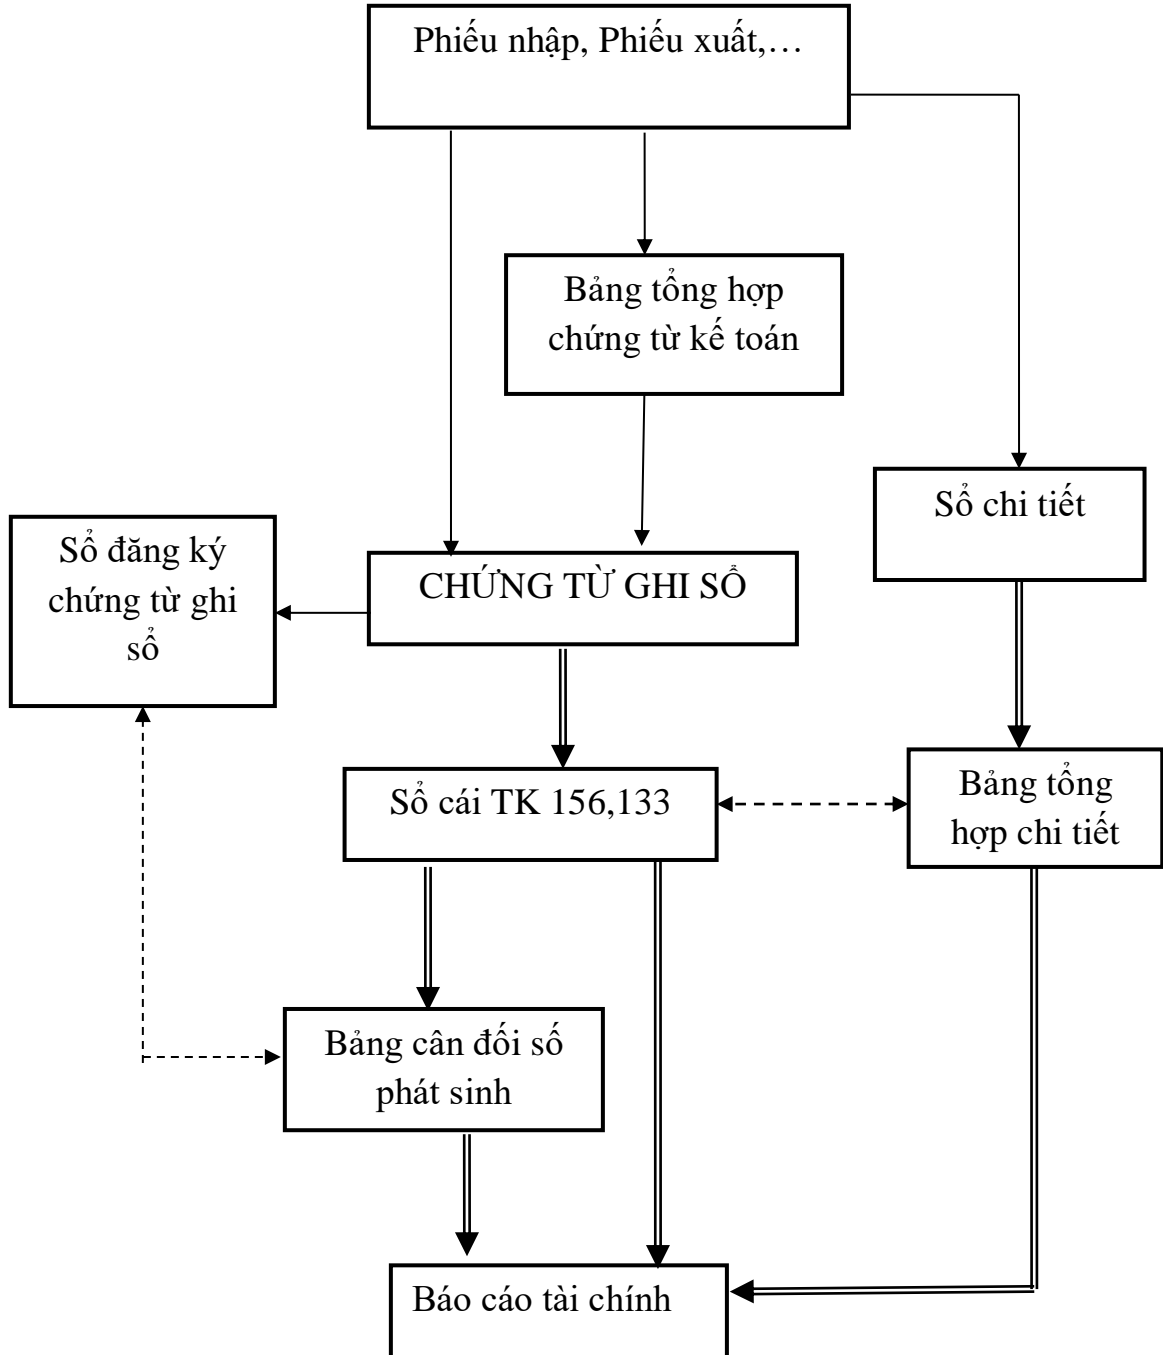 Phiếu nhập, Phiếu xuất,…
Bảng tổng hợp
chứng từ kế toán
Sổ chi tiết
Sổ đăng ký
chứng từ ghi
sổ
CHỨNG TỪ GHI SỔ
Sổ cái TK 156,133
Bảng tổng
hợp chi tiết
Bảng cân đối số
phát sinh
Báo cáo tài chính